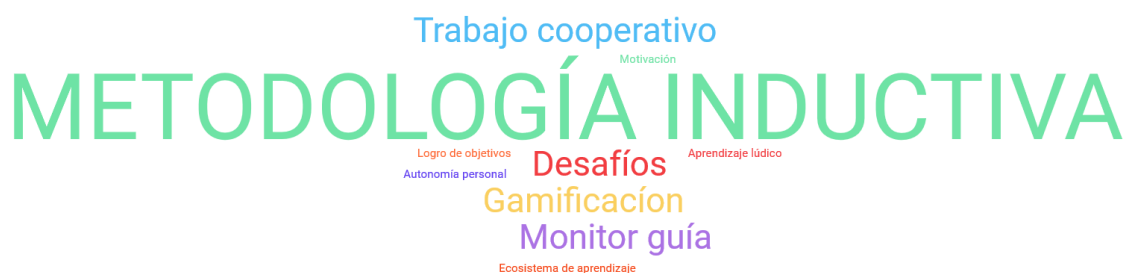 Trabajo cooperativo
Motivación
METODOLOGÍA INDUCTIVA
Logro de objetivos
Desafíos
Aprendizaje lúdico
Autonomía personal
Gamificacíon
Monitor guía
Ecosistema de aprendizaje